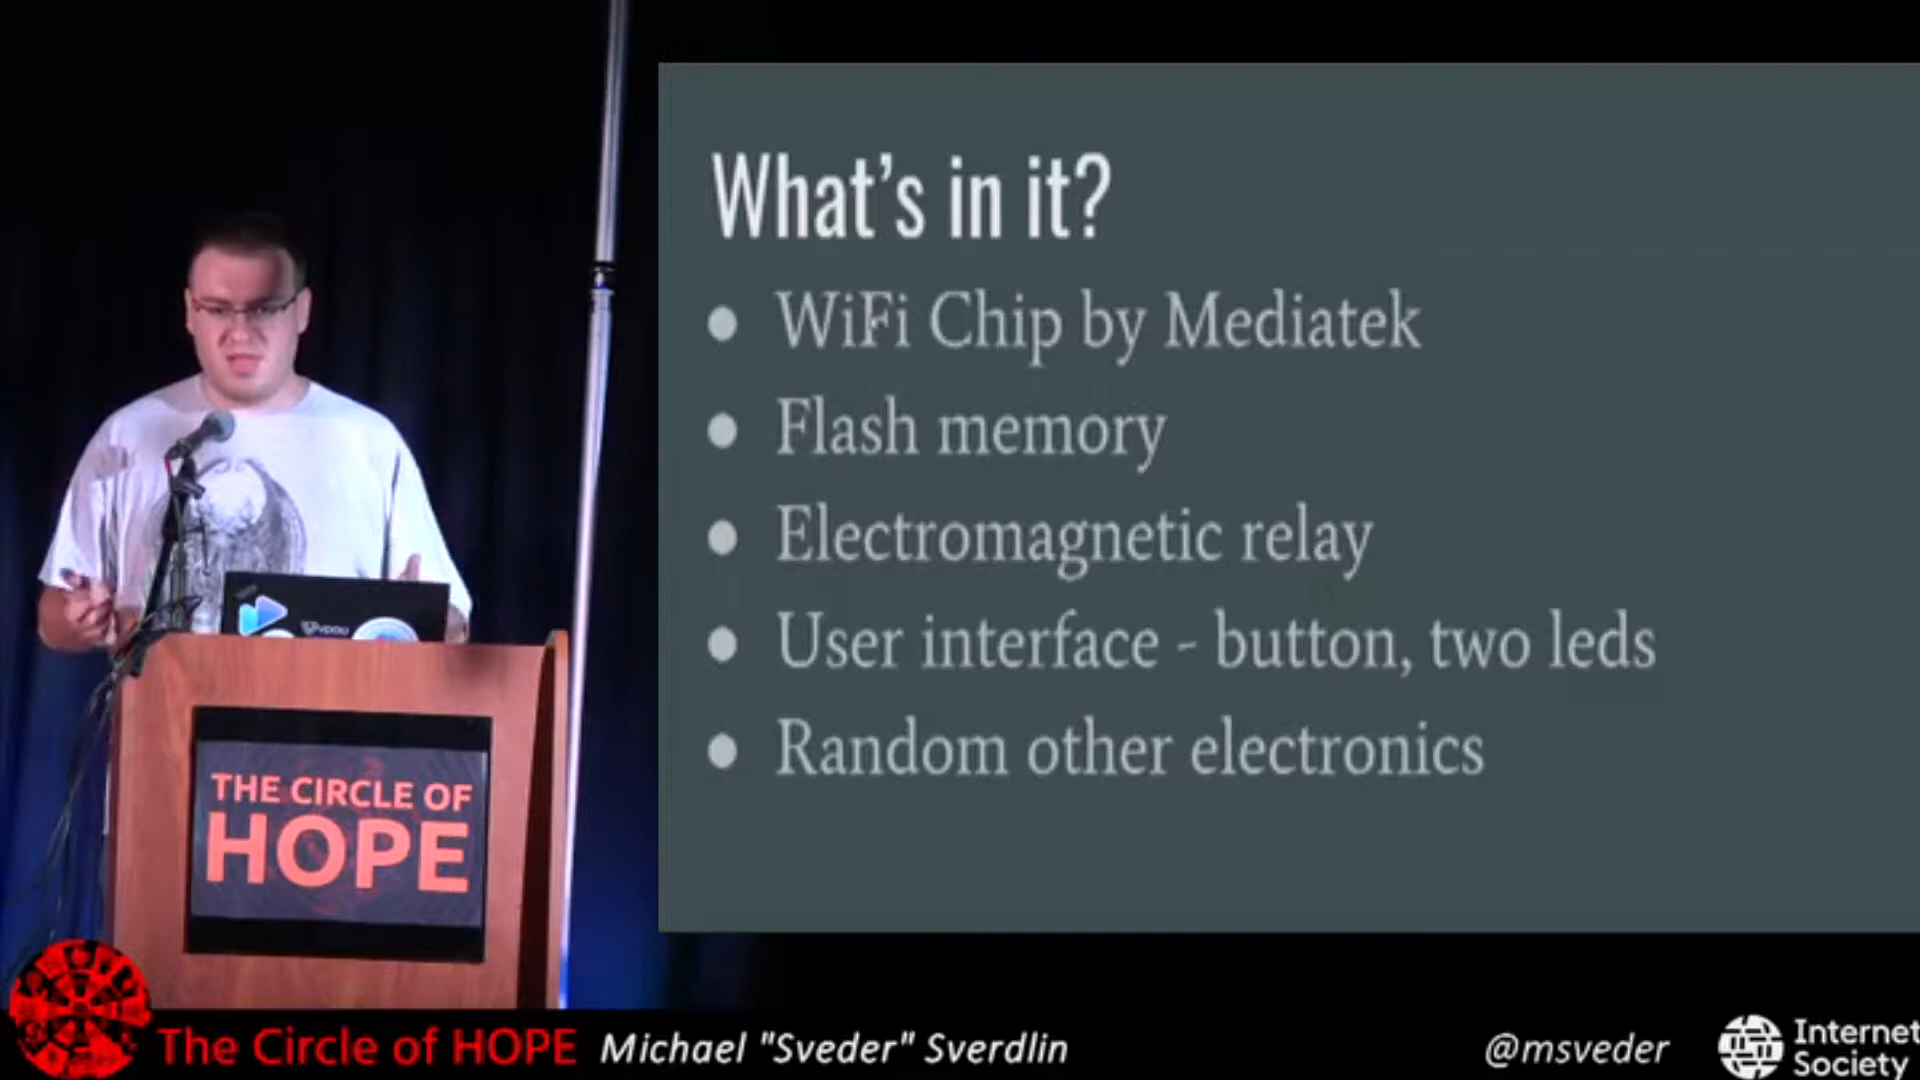 What's in it?
WiFi Chip by Mediatek
Flash memory
Electromagnetic relay
User interface - button, two leds
Random other electronics
THE CIRCLE OF
HOPE
The Circle of HOPE
Michael "Sveder" Sverdlin
@msveder
Internet
Society